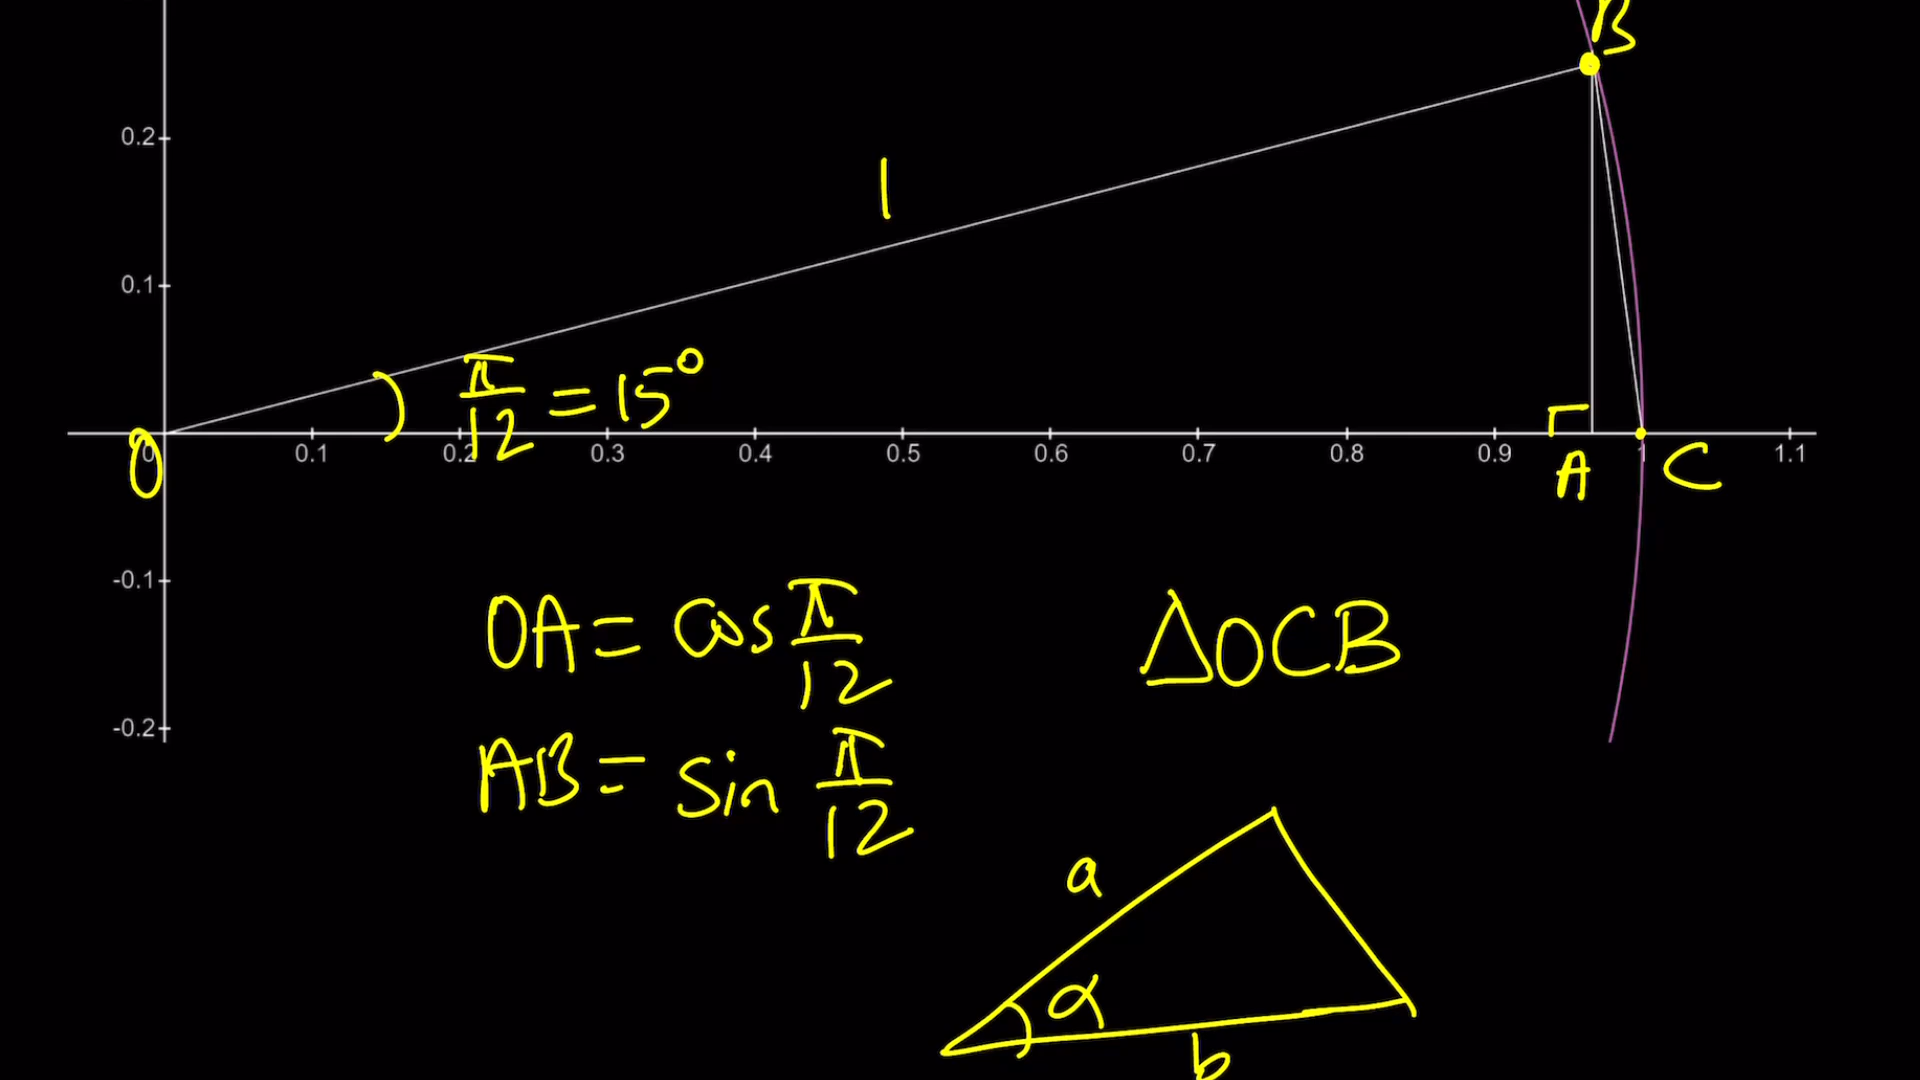 B
0.2
1
0.1
π/12 = 15°
0 0.1 0.2 0.3 0.4 0.5 0.6 0.7 0.8 0.9 1 1.1
O A C
-0.1
OA = cos π/12
ΔOCB
-0.2
AB = sin π/12
a
α
b